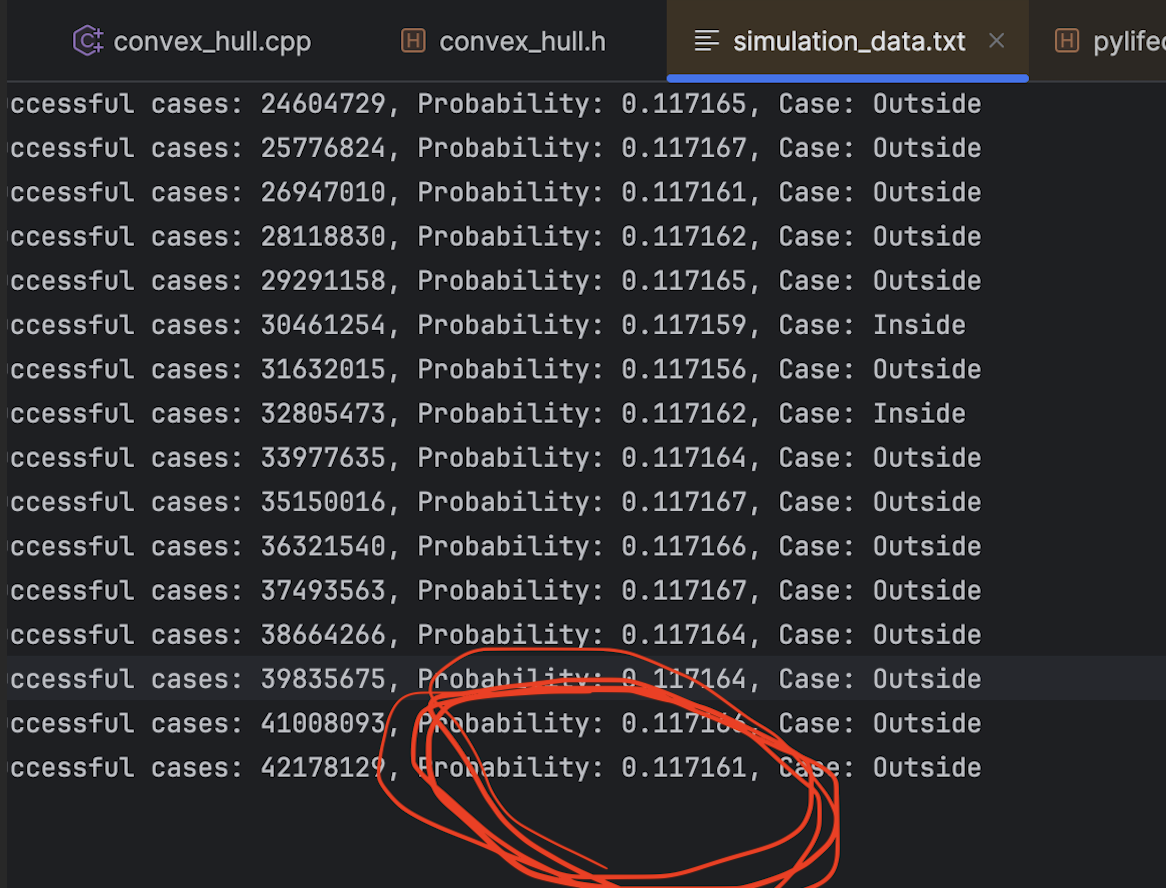 convex_hull.cpp convex_hull.h simulation_data.txt
ccessful cases: 24604729, Probability: 0.117165, Case: Outside
ccessful cases: 25776824, Probability: 0.117167, Case: Outside
ccessful cases: 26947010, Probability: 0.117161, Case: Outside
ccessful cases: 28118830, Probability: 0.117162, Case: Outside
ccessful cases: 29291158, Probability: 0.117165, Case: Outside
ccessful cases: 30461254, Probability: 0.117159, Case: Inside
ccessful cases: 31632015, Probability: 0.117156, Case: Outside
ccessful cases: 32805473, Probability: 0.117162, Case: Inside
ccessful cases: 33977635, Probability: 0.117164, Case: Outside
ccessful cases: 35150016, Probability: 0.117167, Case: Outside
ccessful cases: 36321540, Probability: 0.117166, Case: Outside
ccessful cases: 37493563, Probability: 0.117167, Case: Outside
ccessful cases: 38664266, Probability: 0.117164, Case: Outside
ccessful cases: 39835675, Probability: 0.117164, Case: Outside
ccessful cases: 41008093, Probability: 0.117166, Case: Outside
ccessful cases: 42178129, Probability: 0.117161, Case: Outside